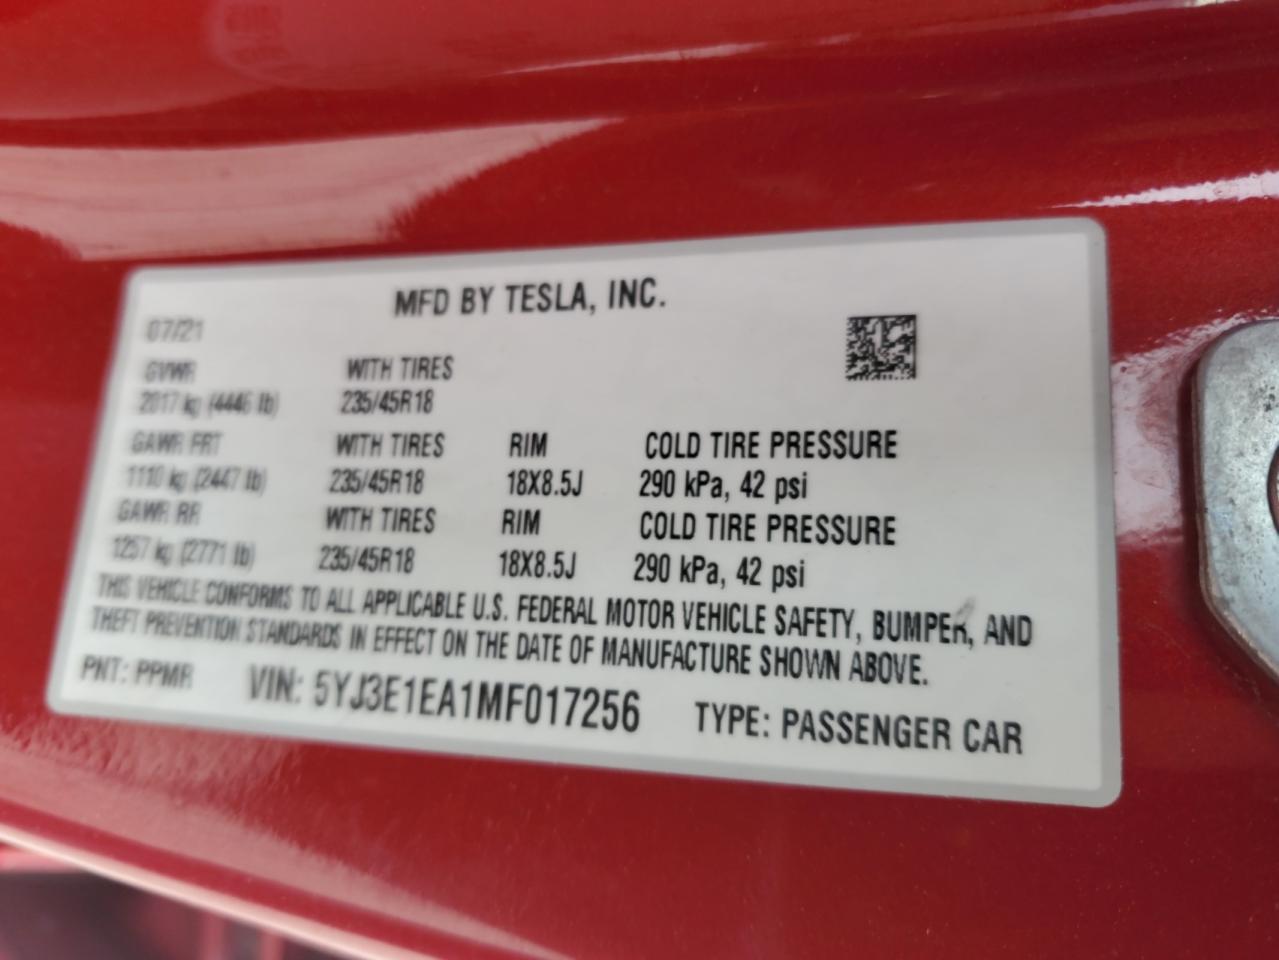 MFD BY TESLA, INC.
07/21
GVWR WITH TIRES
2017 kg (4446 lb) 235/45R18
GAWR FRT WITH TIRES RIM COLD TIRE PRESSURE
1110 kg (2447 lb) 235/45R18 18X8.5J 290 kPa, 42 psi
GAWR RR WITH TIRES RIM COLD TIRE PRESSURE
1257 kg (2771 lb) 235/45R18 18X8.5J 290 kPa, 42 psi
THIS VEHICLE CONFORMS TO ALL APPLICABLE U.S. FEDERAL MOTOR VEHICLE SAFETY, BUMPER, AND
THEFT PREVENTION STANDARDS IN EFFECT ON THE DATE OF MANUFACTURE SHOWN ABOVE.
PNT: PPMR VIN: 5YJ3E1EA1MF017256 TYPE: PASSENGER CAR